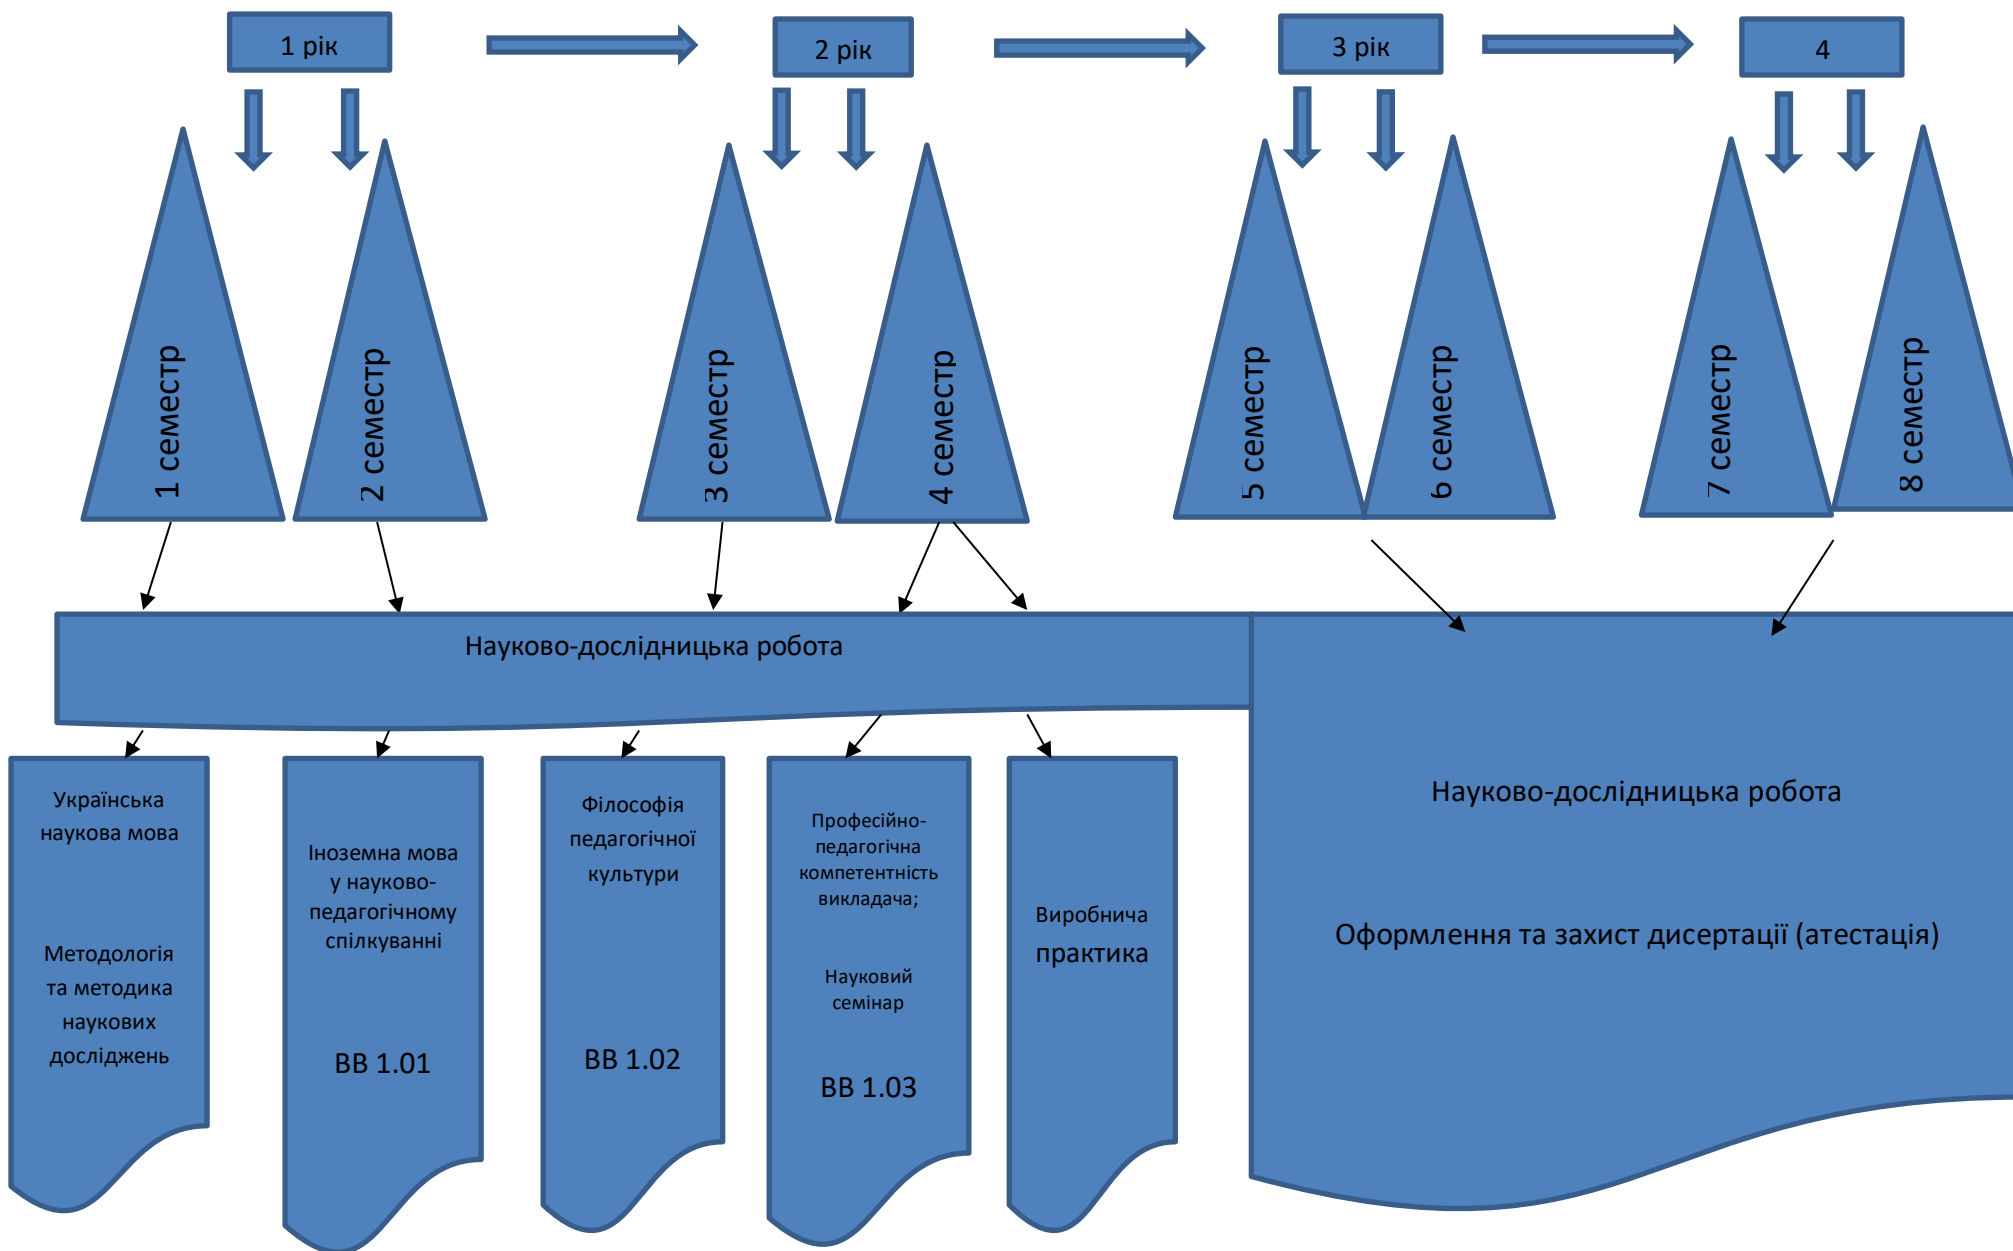 1 рік
2 рік
3 рік
4
1 семестр
2 семестр
3 семестр
4 семестр
5 семестр
6 семестр
7 семестр
8 семестр
Науково-дослідницька робота
Українська
наукова мова
Методологія
та методика
наукових
досліджень
Іноземна мова
у науково-
педагогічному
спілкуванні
ВВ 1.01
Філософія
педагогічної
культури
ВВ 1.02
Професійно-
педагогічна
компетентність
викладача;
Науковий
семінар
ВВ 1.03
Виробнича
практика
Науково-дослідницька робота
Оформлення та захист дисертації (атестація)